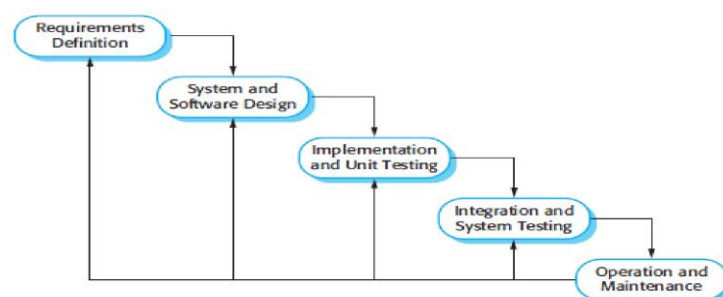 Requirements
Definition
System and
Software Design
Implementation
and Unit Testing
Integration and
System Testing
Operation and
Maintenance